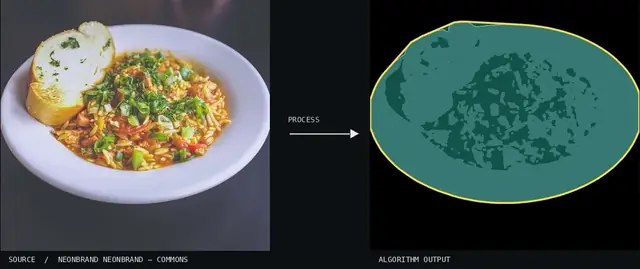 PROCESS
SOURCE / NEONBRAND NEONBRAND — COMMONS
ALGORITHM OUTPUT